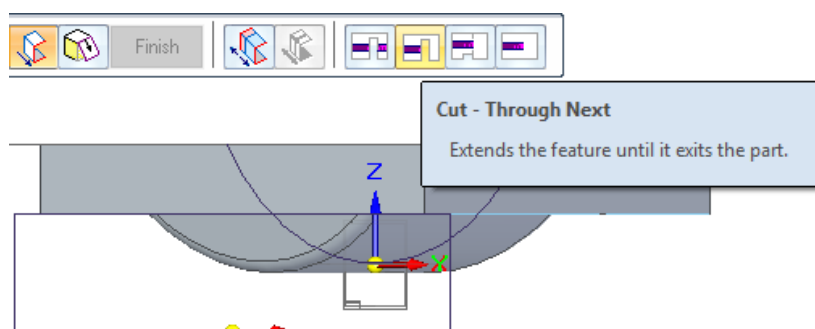 Finish
Cut - Through Next
Extends the feature until it exits the part.
Z
X